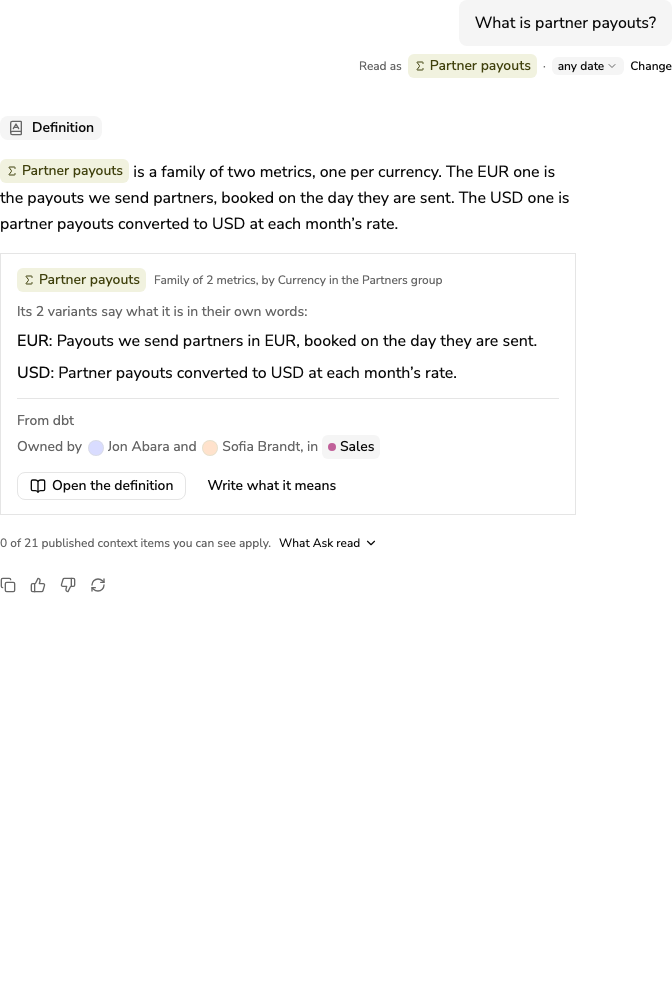 What is partner payouts?
Read as Σ Partner payouts · any date Change
Definition
Σ Partner payouts is a family of two metrics, one per currency. The EUR one is
the payouts we send partners, booked on the day they are sent. The USD one is
partner payouts converted to USD at each month’s rate.
Σ Partner payouts Family of 2 metrics, by Currency in the Partners group
Its 2 variants say what it is in their own words:
EUR: Payouts we send partners in EUR, booked on the day they are sent.
USD: Partner payouts converted to USD at each month’s rate.
From dbt
Owned by Jon Abara and Sofia Brandt, in Sales
Open the definition Write what it means
0 of 21 published context items you can see apply. What Ask read